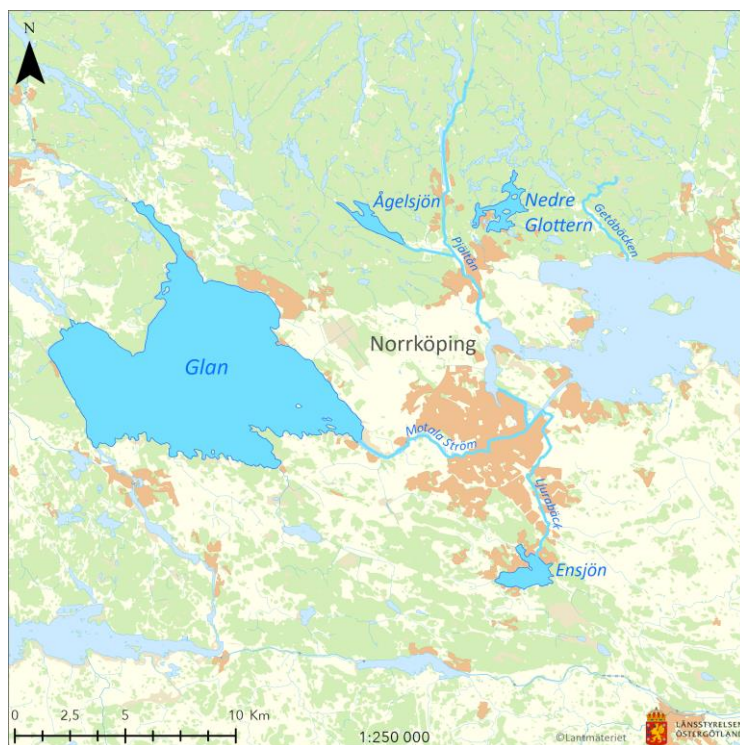 N
Ågelsjön
Nedre
Glottern
Getåbäcken
Pjältån
Norrköping
Glan
Motala Ström
Ljurabäck
Ensjön
0 2,5 5 10 Km
1:250 000
©Lantmäteriet
LÄNSSTYRELSEN
ÖSTERGÖTLAND